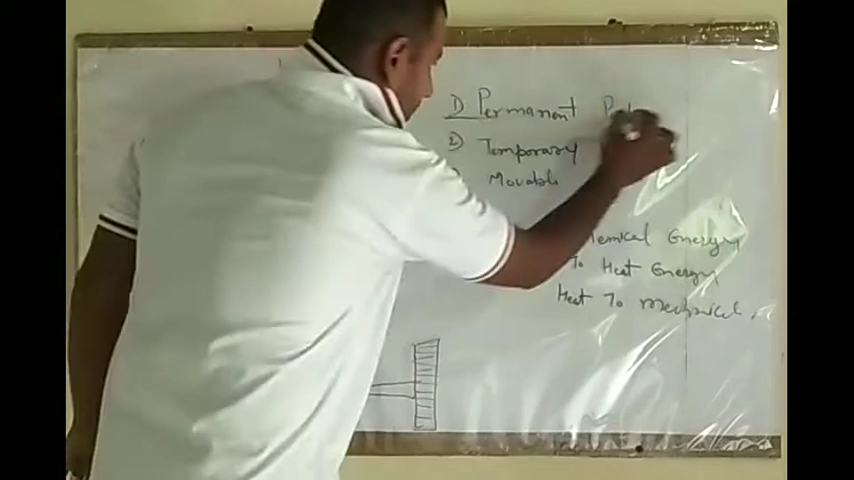 1) Permanent
2) Temporary
Movable
Chemical Energy
To Heat Energy
Heat To Mechanical